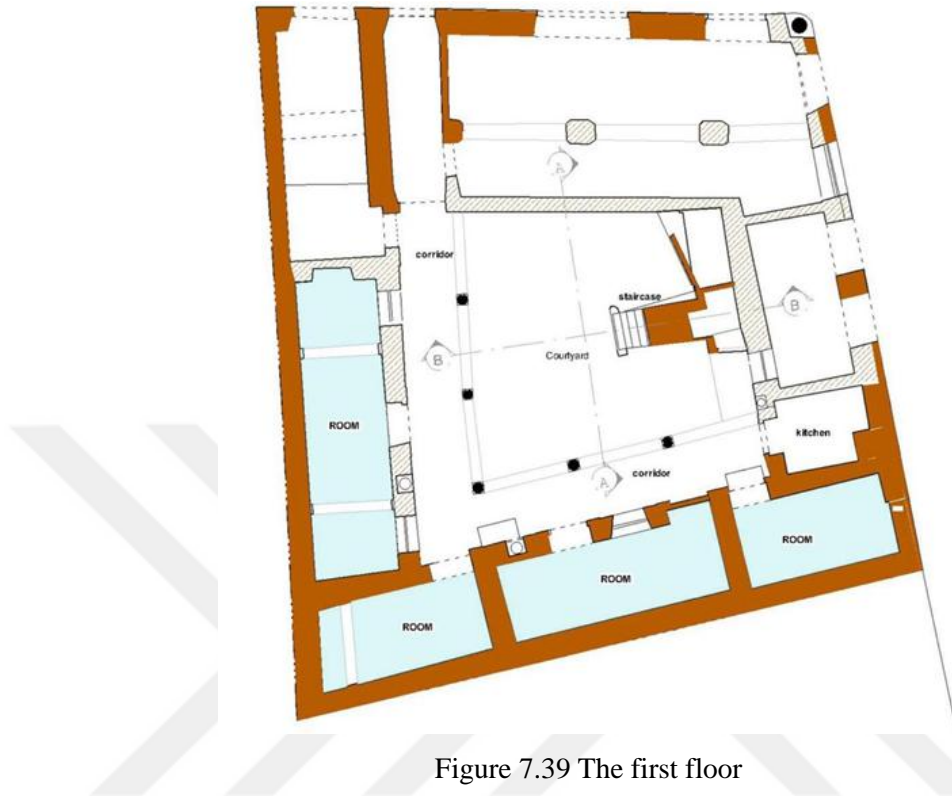 A
corridor
staircase
B
B
Courtyard
ROOM
kitchen
corridor
A
ROOM
ROOM
ROOM
Figure 7.39 The first floor